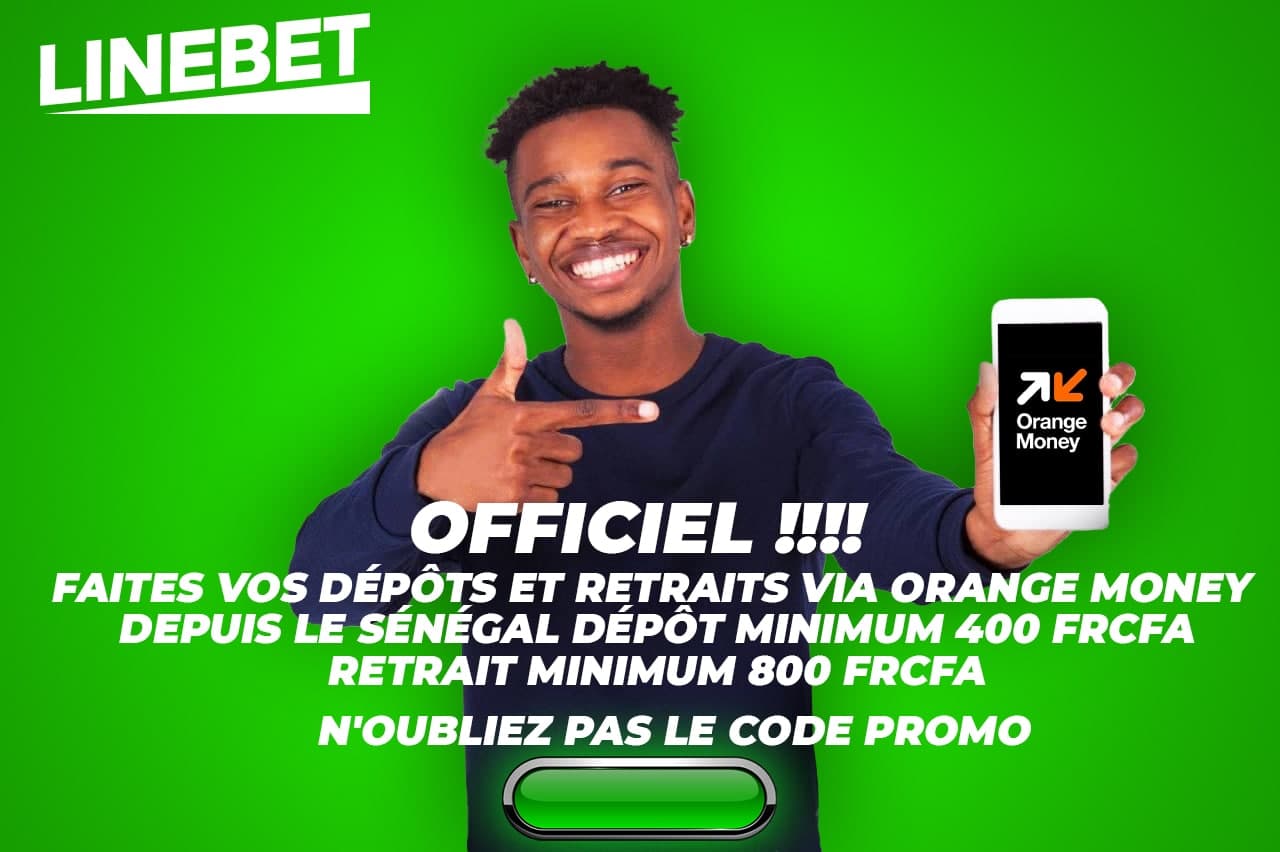 LINEBET
Orange
Money
OFFICIEL !!!!
FAITES VOS DÉPÔTS ET RETRAITS VIA ORANGE MONEY
DEPUIS LE SÉNÉGAL DÉPÔT MINIMUM 400 FRCFA
RETRAIT MINIMUM 800 FRCFA
N'OUBLIEZ PAS LE CODE PROMO